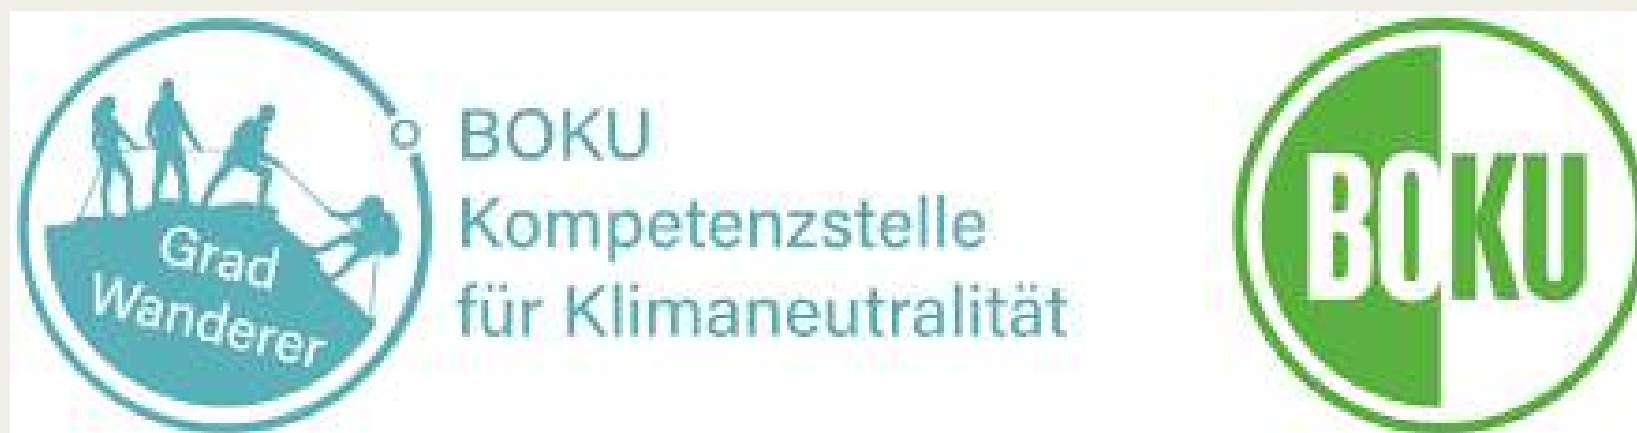 Grad
Wanderer
BOKU
Kompetenzstelle
für Klimaneutralität
BOKU